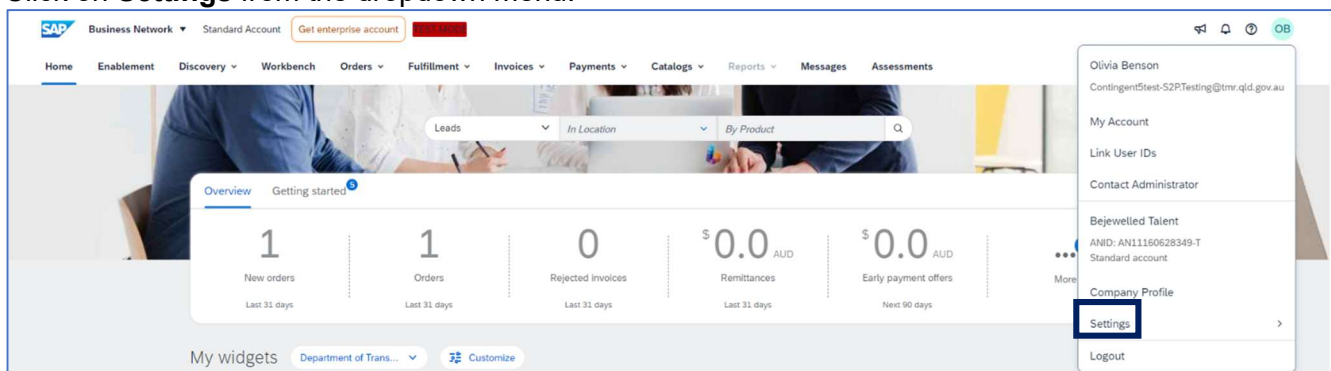 Click on Settings from the dropdown menu.
SAP Business Network Standard Account Get enterprise account TEST MODE OB
Home Enablement Discovery Workbench Orders Fulfillment Invoices Payments Catalogs Reports Messages Assessments
Olivia Benson
Contingent5test-S2P.Testing@tmr.qld.gov.au
My Account
Link User IDs
Contact Administrator
Bejewelled Talent
ANID: AN11160628349-T
Standard account
Company Profile
Settings
Logout
Leads In Location By Product
Overview Getting started 5
1 1 0 $ 0.0 AUD $ 0.0 AUD ...
New orders Orders Rejected invoices Remittances Early payment offers More
Last 31 days Last 31 days Last 31 days Last 31 days Next 90 days
My widgets Department of Trans... Customize